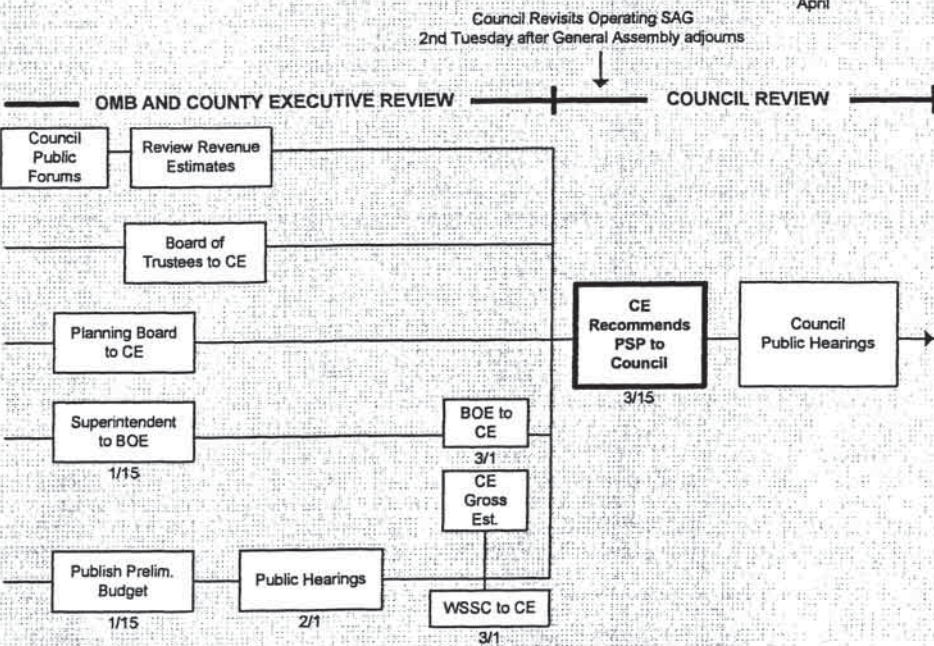 April
Council Revisits Operating SAG
2nd Tuesday after General Assembly adjourns
OMB AND COUNTY EXECUTIVE REVIEW
COUNCIL REVIEW
Council
Public
Forums
Review Revenue
Estimates
Board of
Trustees to CE
Planning Board
to CE
CE
Recommends
PSP to
Council
3/15
Council
Public Hearings
Superintendent
to BOE
1/15
BOE to
CE
3/1
CE
Gross
Est.
Publish Prelim.
Budget
1/15
Public Hearings
2/1
WSSC to CE
3/1